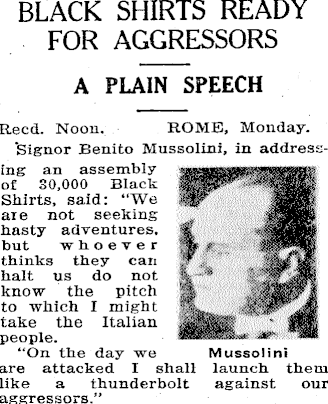 BLACK SHIRTS READY
FOR AGGRESSORS
A PLAIN SPEECH
Recd. Noon. ROME, Monday.
Signor Benito Mussolini, in address-
ing an assembly
of 30,000 Black
Shirts, said: "We
are not seeking
hasty adventures,
but whoever
thinks they can
halt us do not
know the pitch
to which I might
take the Italian
people.
"On the day we
Mussolini
are attacked I shall launch them
like a thunderbolt against our
aggressors."